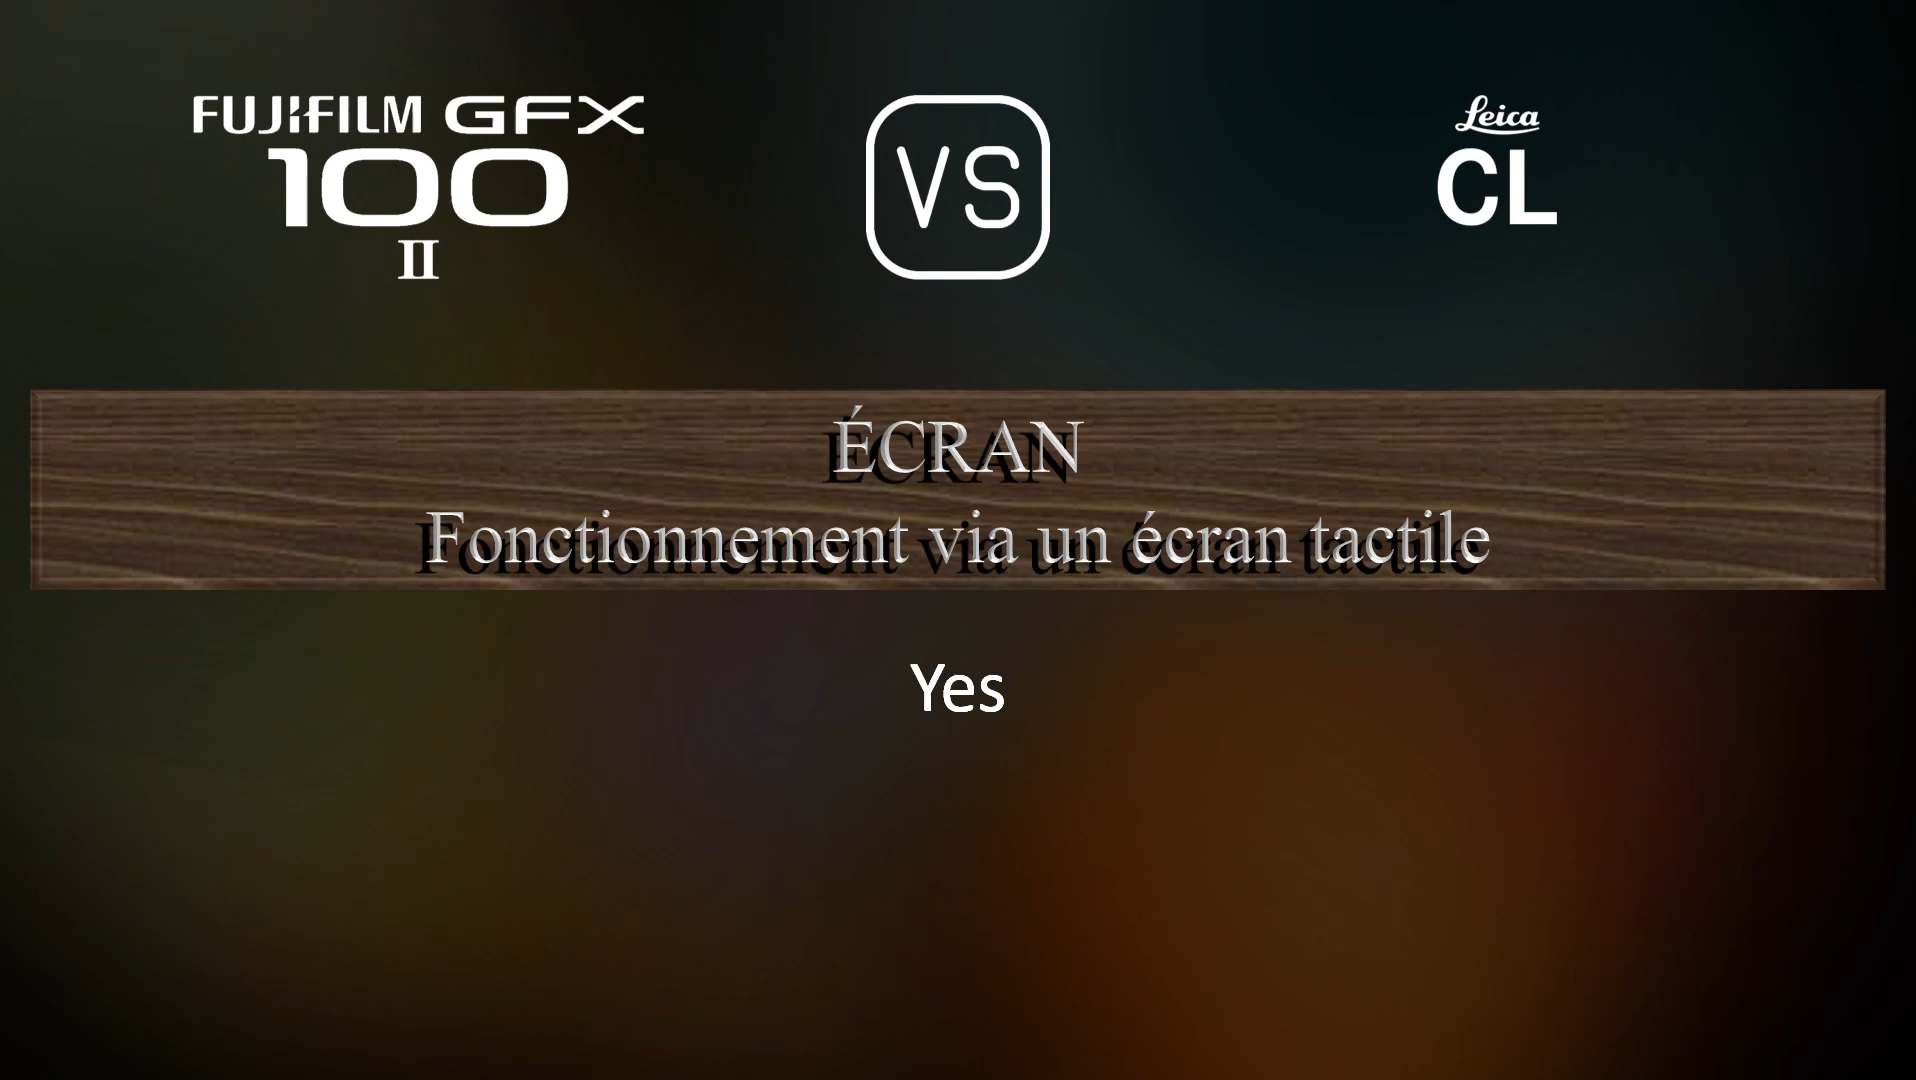 FUJIFILM GFX
100
II
VS
Leica
CL
ÉCRAN
Fonctionnement via un écran tactile
Yes